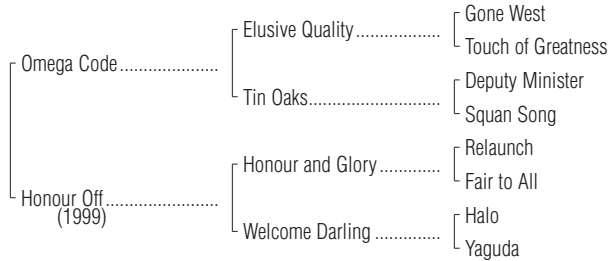 Gone West
Elusive Quality..................
Touch of Greatness
Omega Code.....................
Deputy Minister
Tin Oaks............................
Squan Song
Relaunch
Honour and Glory.............
Fair to All
Honour Off........................
(1999)
Halo
Welcome Darling ..............
Yaguda